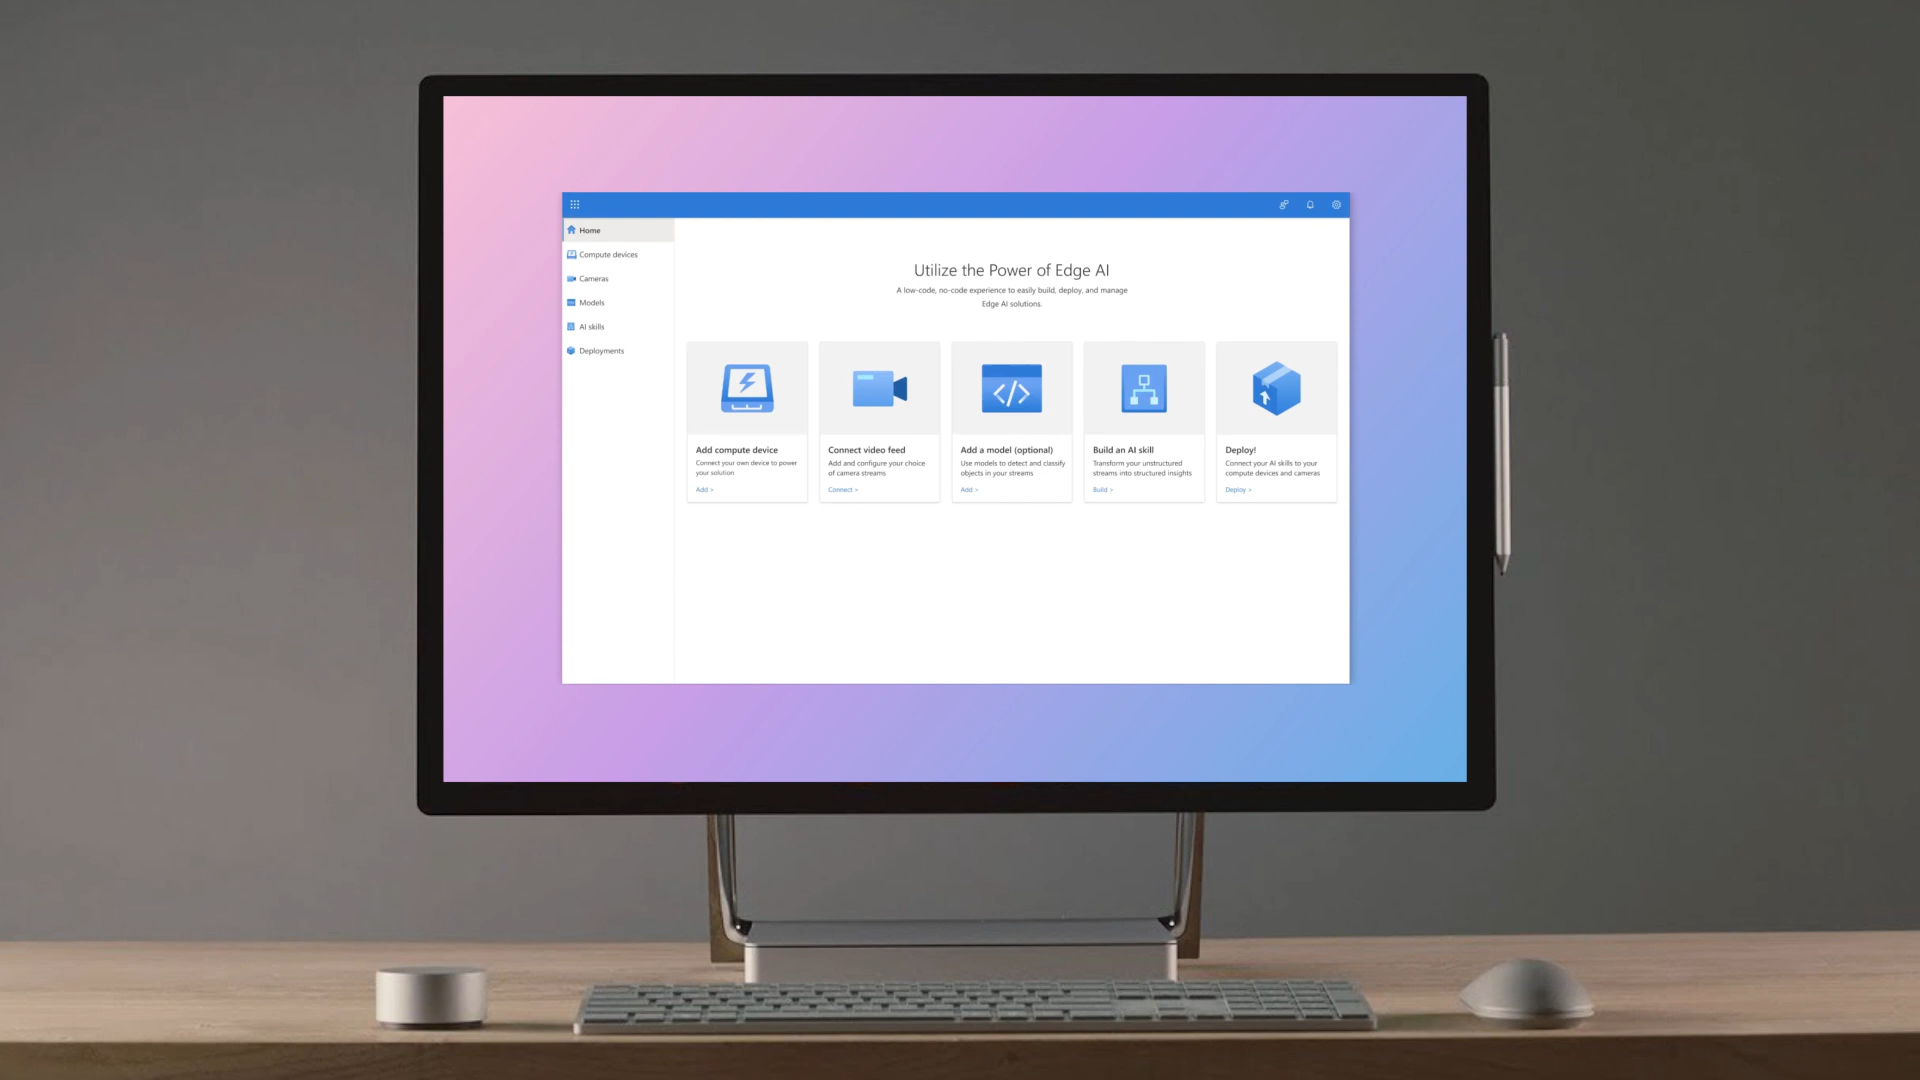 Home
Compute devices
Cameras
Models
AI skills
Deployments
Utilize the Power of Edge AI
A low-code, no-code experience to easily build, deploy, and manage
Edge AI solutions.
Add compute device
Connect your own device to power
your solution
Add >
Connect video feed
Add and configure your choice
of camera streams
Connect >
Add a model (optional)
Use models to detect and classify
objects in your streams
Add >
Build an AI skill
Transform your unstructured
streams into structured insights
Build >
Deploy!
Connect your AI skills to your
compute devices and cameras
Deploy >